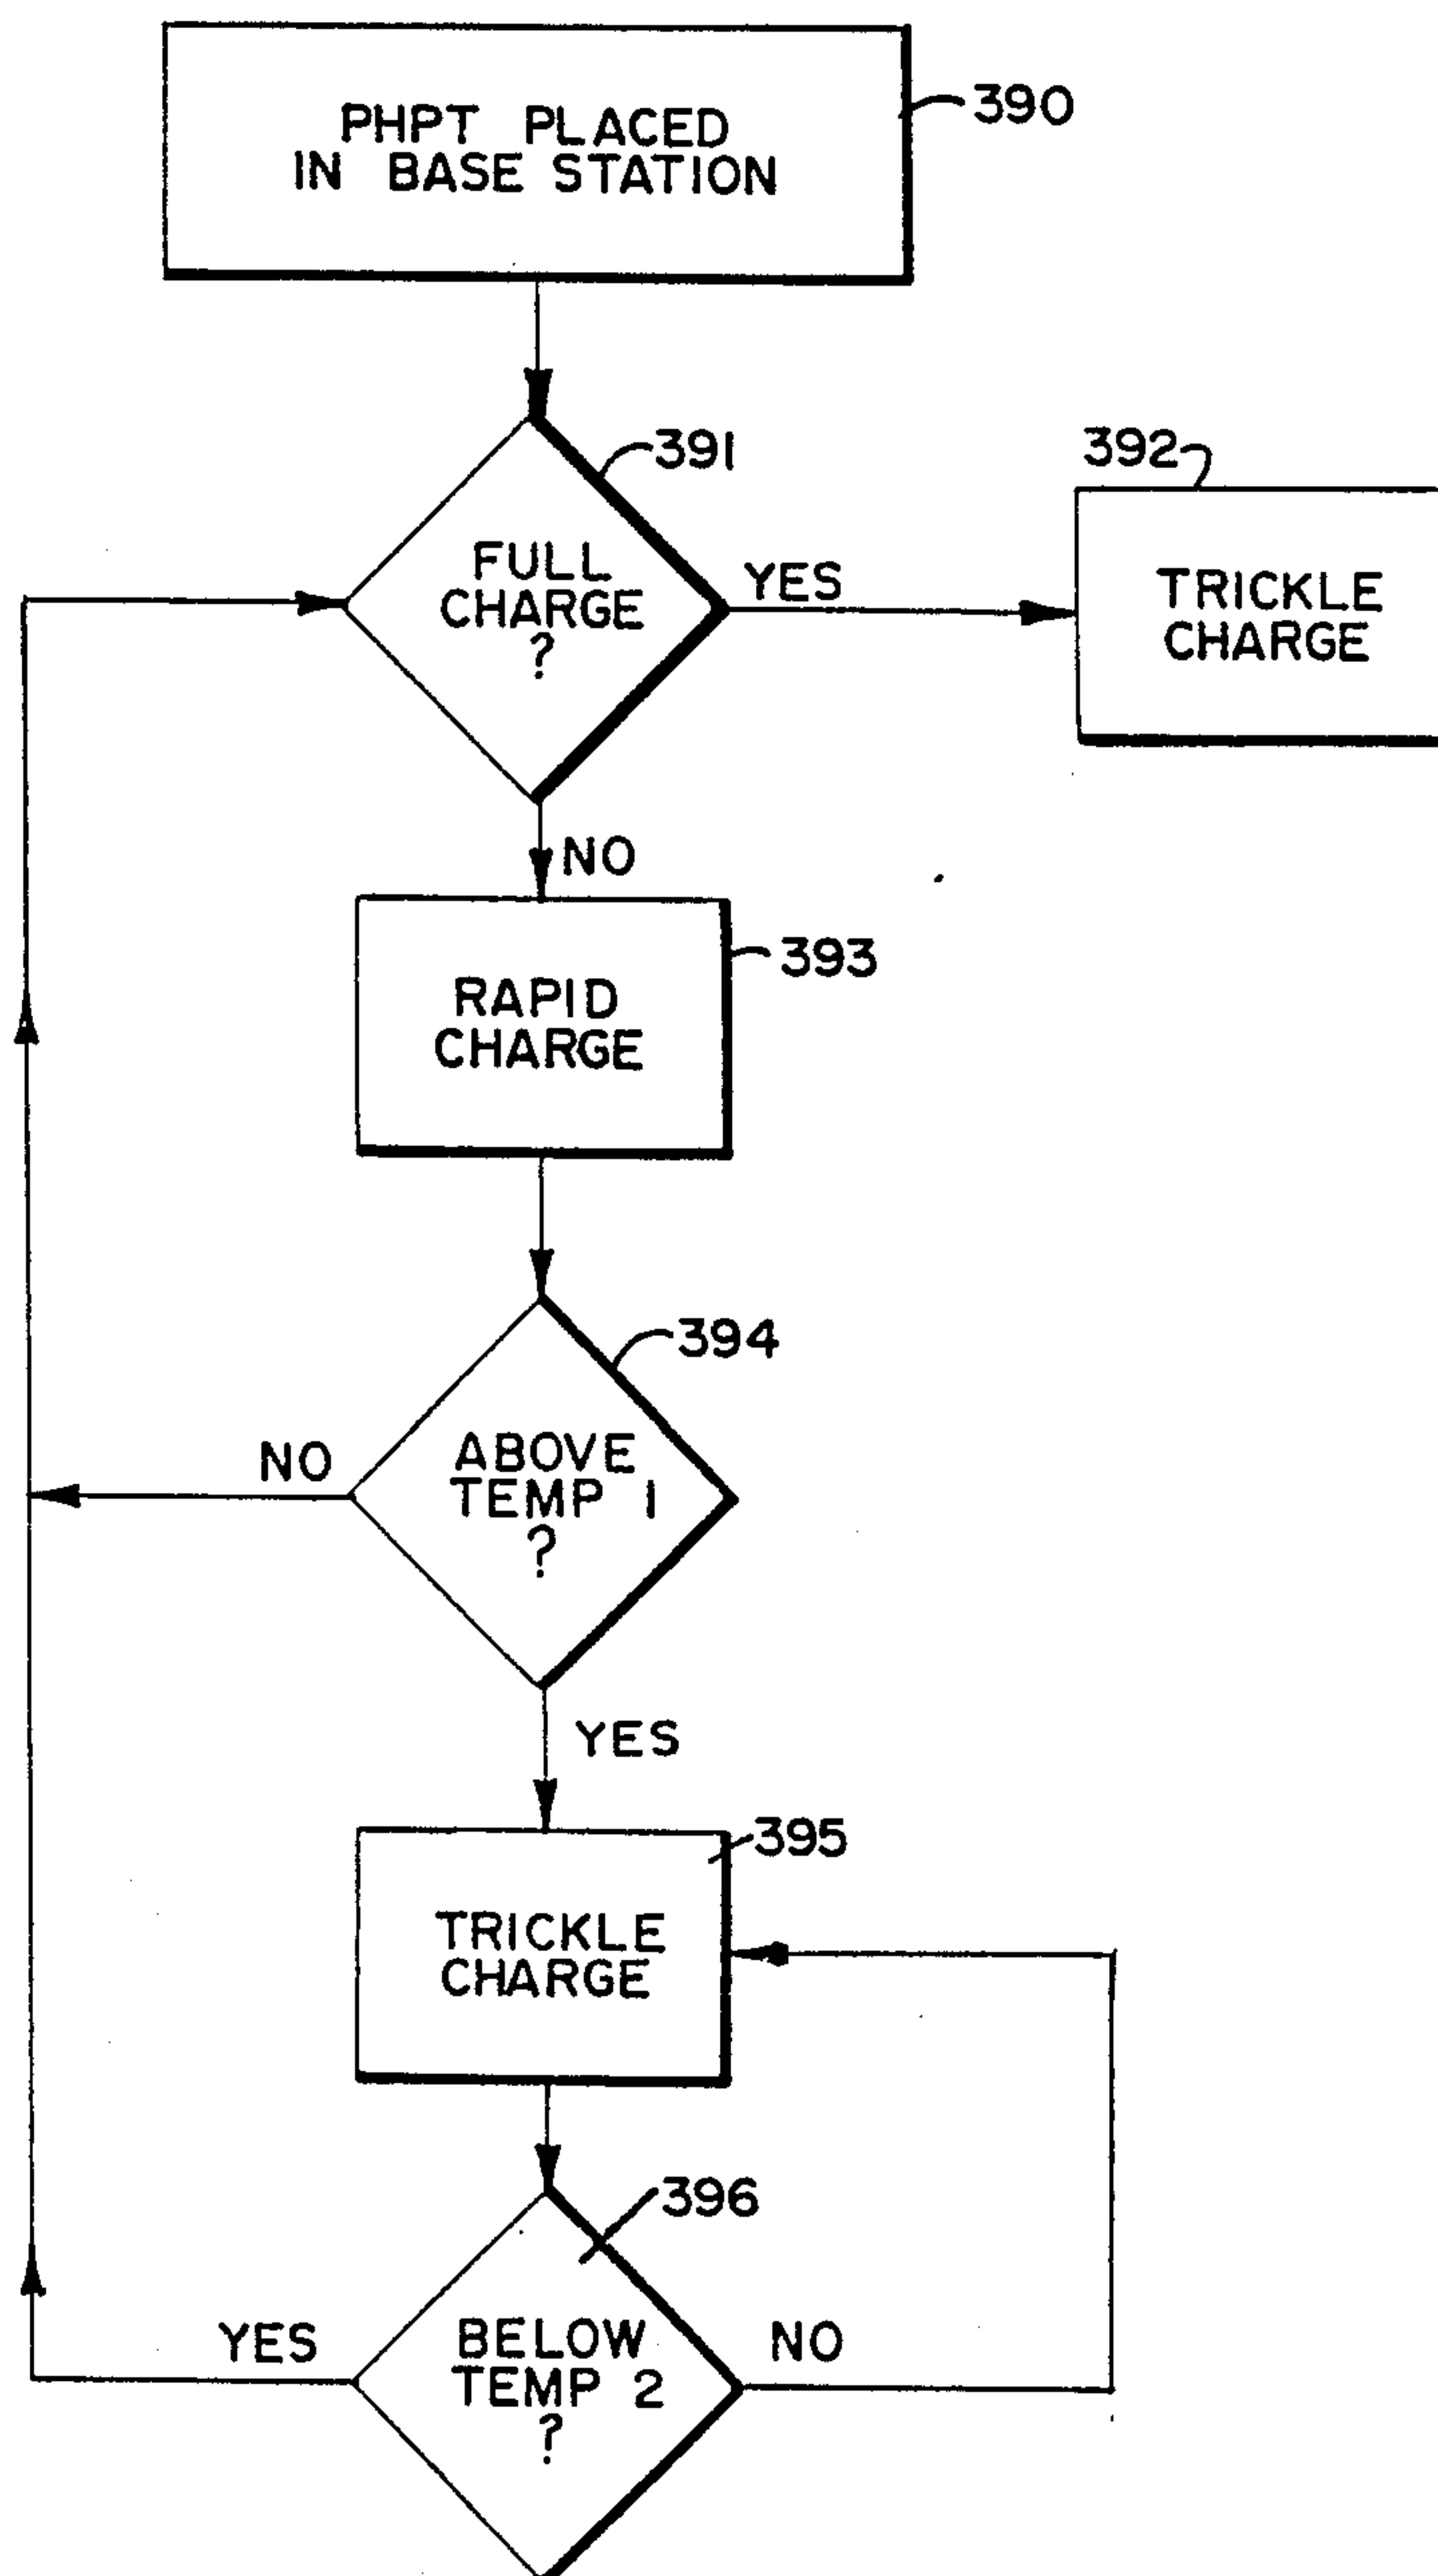 PHPT PLACED
IN BASE STATION
390
391
FULL
CHARGE
?
YES
392
TRICKLE
CHARGE
NO
RAPID
CHARGE
393
394
ABOVE
TEMP 1
?
NO
YES
395
TRICKLE
CHARGE
396
BELOW
TEMP 2
?
YES
NO